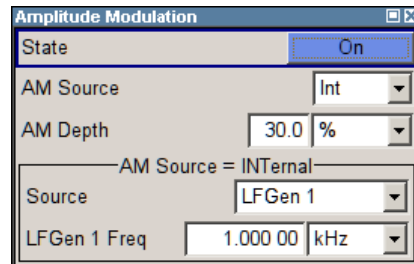 Amplitude Modulation
State On
AM Source Int
AM Depth 30.0 %
AM Source = INTernal
Source LFGen 1
LFGen 1 Freq 1.000 00 kHz